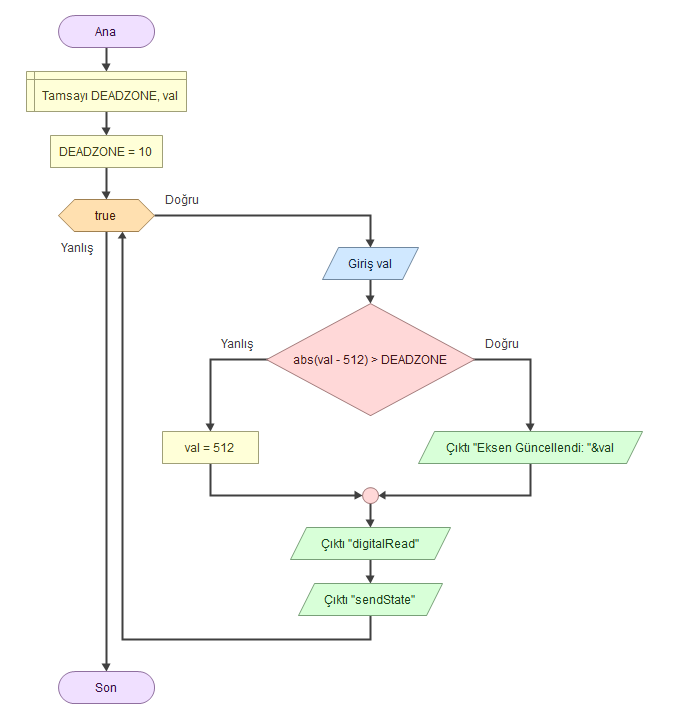 Ana
Tamsayı DEADZONE, val
DEADZONE = 10
true
Doğru
Yanlış
Giriş val
abs(val - 512) > DEADZONE
Yanlış
Doğru
val = 512
Çıktı "Eksen Güncellendi: "&val
Çıktı "digitalRead"
Çıktı "sendState"
Son